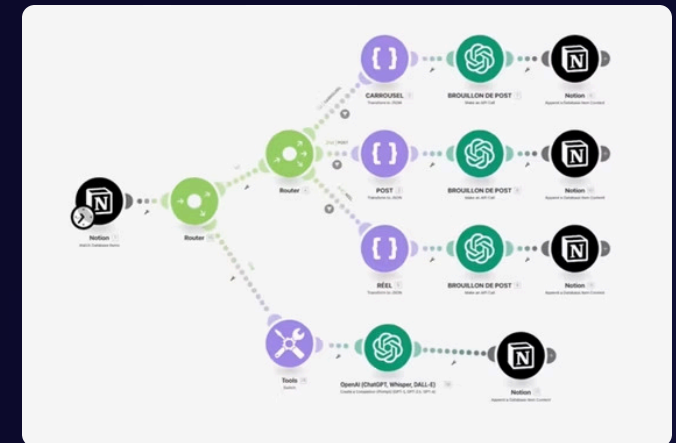 CARROUSEL
Transform to JSON
BROUILLON DE POST
Make an API Call
Notion
Append a Database Item Content
POST
Transform to JSON
BROUILLON DE POST
Make an API Call
Notion
Append a Database Item Content
Router
Notion
Watch Database Items
Router
RÉEL
Transform to JSON
BROUILLON DE POST
Make an API Call
Notion
Append a Database Item Content
Tools
Switch
OpenAI (ChatGPT, Whisper, DALL-E)
Notion
Append a Database Item Content